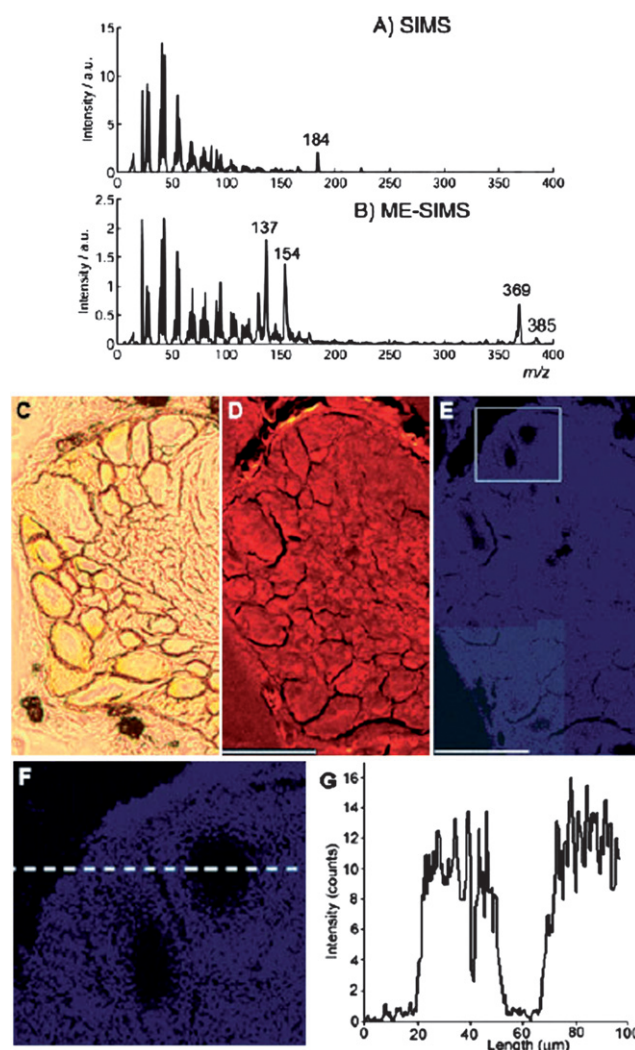 A) SIMS
Intensity / a.u.
15
10
5
0
184
0 50 100 150 200 250 300 350 400
B) ME-SIMS
Intensity / a.u.
2.5
2
1.5
1
0.5
0
137
154
369
385
0 50 100 150 200 250 300 350 400
m/z
C
D
E
F
G
Intensity (counts)
16
14
12
10
8
6
4
2
0
0 20 40 60 80 100
Length (µm)